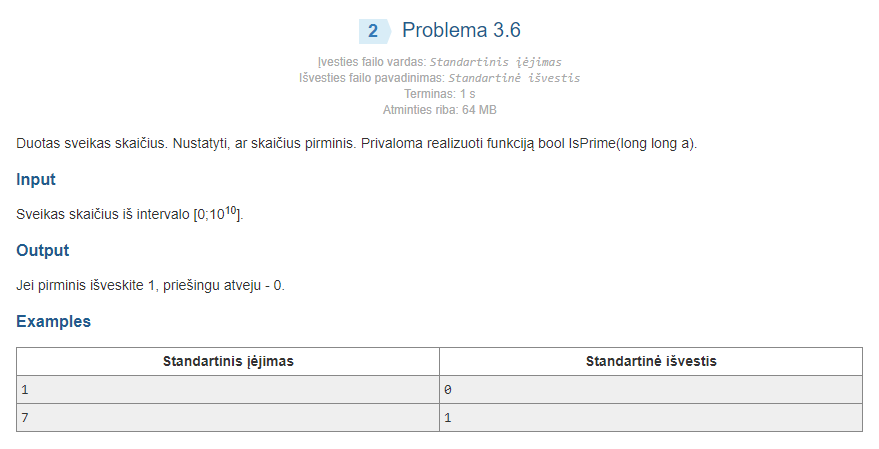 2 Problema 3.6
Įvesties failo vardas: Standartinis įėjimas
Išvesties failo pavadinimas: Standartinė išvestis
Terminas: 1 s
Atminties riba: 64 MB
Duotas sveikas skaičius. Nustatyti, ar skaičius pirminis. Privaloma realizuoti funkciją bool IsPrime(long long a).
Input
Sveikas skaičius iš intervalo [0;10¹⁰].
Output
Jei pirminis išveskite 1, priešingu atveju - 0.
Examples
Standartinis įėjimas Standartinė išvestis
1 0
7 1